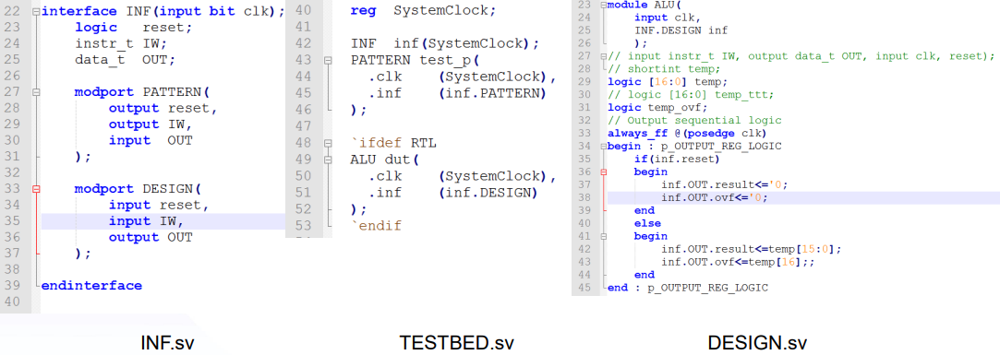 22 interface INF(input bit clk);
23 logic reset;
24 instr_t IW;
25 data_t OUT;
26
27 modport PATTERN(
28 output reset,
29 output IW,
30 input OUT
31 );
32
33 modport DESIGN(
34 input reset,
35 input IW,
36 output OUT
37 );
38
39 endinterface
40
INF.sv
40 reg SystemClock;
41
42 INF inf(SystemClock);
43 PATTERN test_p(
44 .clk (SystemClock),
45 .inf (inf.PATTERN)
46 );
47
48 `ifdef RTL
49 ALU dut(
50 .clk (SystemClock),
51 .inf (inf.DESIGN)
52 );
53 `endif
TESTBED.sv
23 module ALU(
24 input clk,
25 INF.DESIGN inf
26 );
27 // input instr_t IW, output data_t OUT, input clk, reset);
28 // shortint temp;
29 logic [16:0] temp;
30 // logic [16:0] temp_ttt;
31 logic temp_ovf;
32 // Output sequential logic
33 always_ff @(posedge clk)
34 begin : p_OUTPUT_REG_LOGIC
35 if(inf.reset)
36 begin
37 inf.OUT.result<='0;
38 inf.OUT.ovf<='0;
39 end
40 else
41 begin
42 inf.OUT.result<=temp[15:0];
43 inf.OUT.ovf<=temp[16];;
44 end
45 end : p_OUTPUT_REG_LOGIC
DESIGN.sv